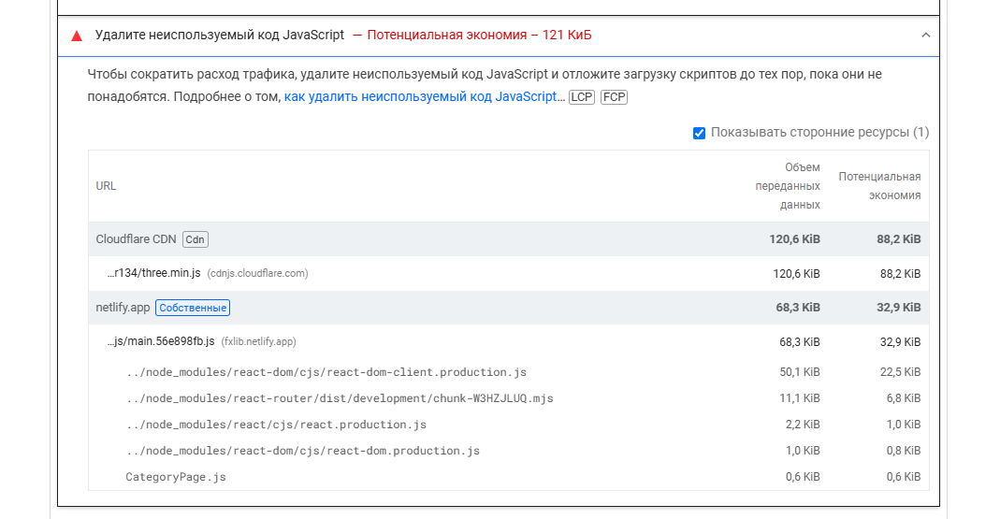 Удалите неиспользуемый код JavaScript — Потенциальная экономия – 121 КиБ
Чтобы сократить расход трафика, удалите неиспользуемый код JavaScript и отложите загрузку скриптов до тех пор, пока они не
понадобятся. Подробнее о том, как удалить неиспользуемый код JavaScript… LCP FCP
Показывать сторонние ресурсы (1)
URL
Объем
переданных
данных
Потенциальная
экономия
Cloudflare CDN Cdn 120,6 KiB 88,2 KiB
…r134/three.min.js (cdnjs.cloudflare.com) 120,6 KiB 88,2 KiB
netlify.app Собственные 68,3 KiB 32,9 KiB
…js/main.56e898fb.js (fxlib.netlify.app) 68,3 KiB 32,9 KiB
../node_modules/react-dom/cjs/react-dom-client.production.js 50,1 KiB 22,5 KiB
../node_modules/react-router/dist/development/chunk-W3HZJLUQ.mjs 11,1 KiB 6,8 KiB
../node_modules/react/cjs/react.production.js 2,2 KiB 1,0 KiB
../node_modules/react-dom/cjs/react-dom.production.js 1,0 KiB 0,8 KiB
CategoryPage.js 0,6 KiB 0,6 KiB